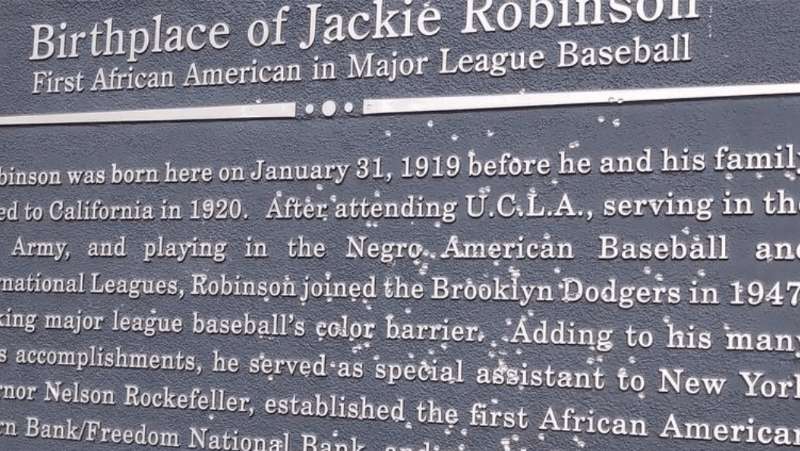 Birthplace of Jackie Robinson
First African American in Major League Baseball
binson was born here on January 31, 1919 before he and his family
ed to California in 1920. After attending U.C.L.A., serving in the
Army, and playing in the Negro American Baseball and
rnational Leagues, Robinson joined the Brooklyn Dodgers in 1947
king major league baseball's color barrier. Adding to his many
s accomplishments, he served as special assistant to New York
rnor Nelson Rockefeller, established the first African American
rn Bank/Freedom National Bank, and